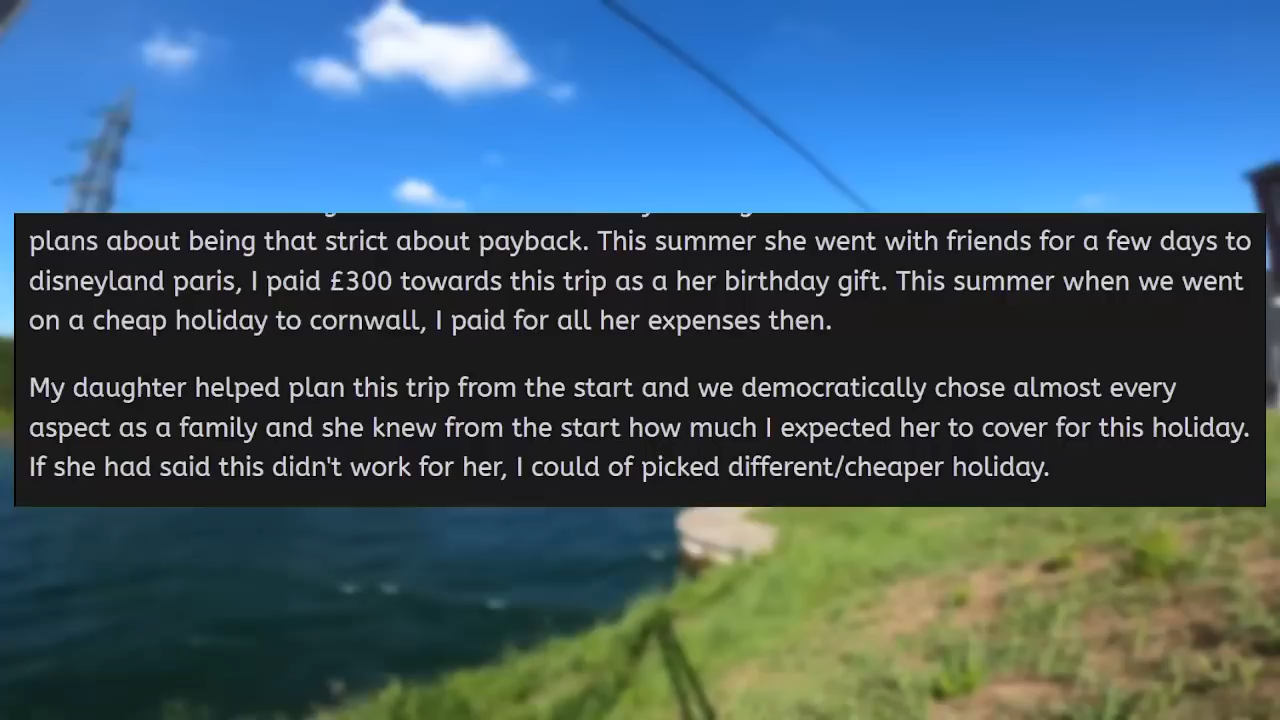 plans about being that strict about payback. This summer she went with friends for a few days to
disneyland paris, I paid £300 towards this trip as a her birthday gift. This summer when we went
on a cheap holiday to cornwall, I paid for all her expenses then.
My daughter helped plan this trip from the start and we democratically chose almost every
aspect as a family and she knew from the start how much I expected her to cover for this holiday.
If she had said this didn't work for her, I could of picked different/cheaper holiday.